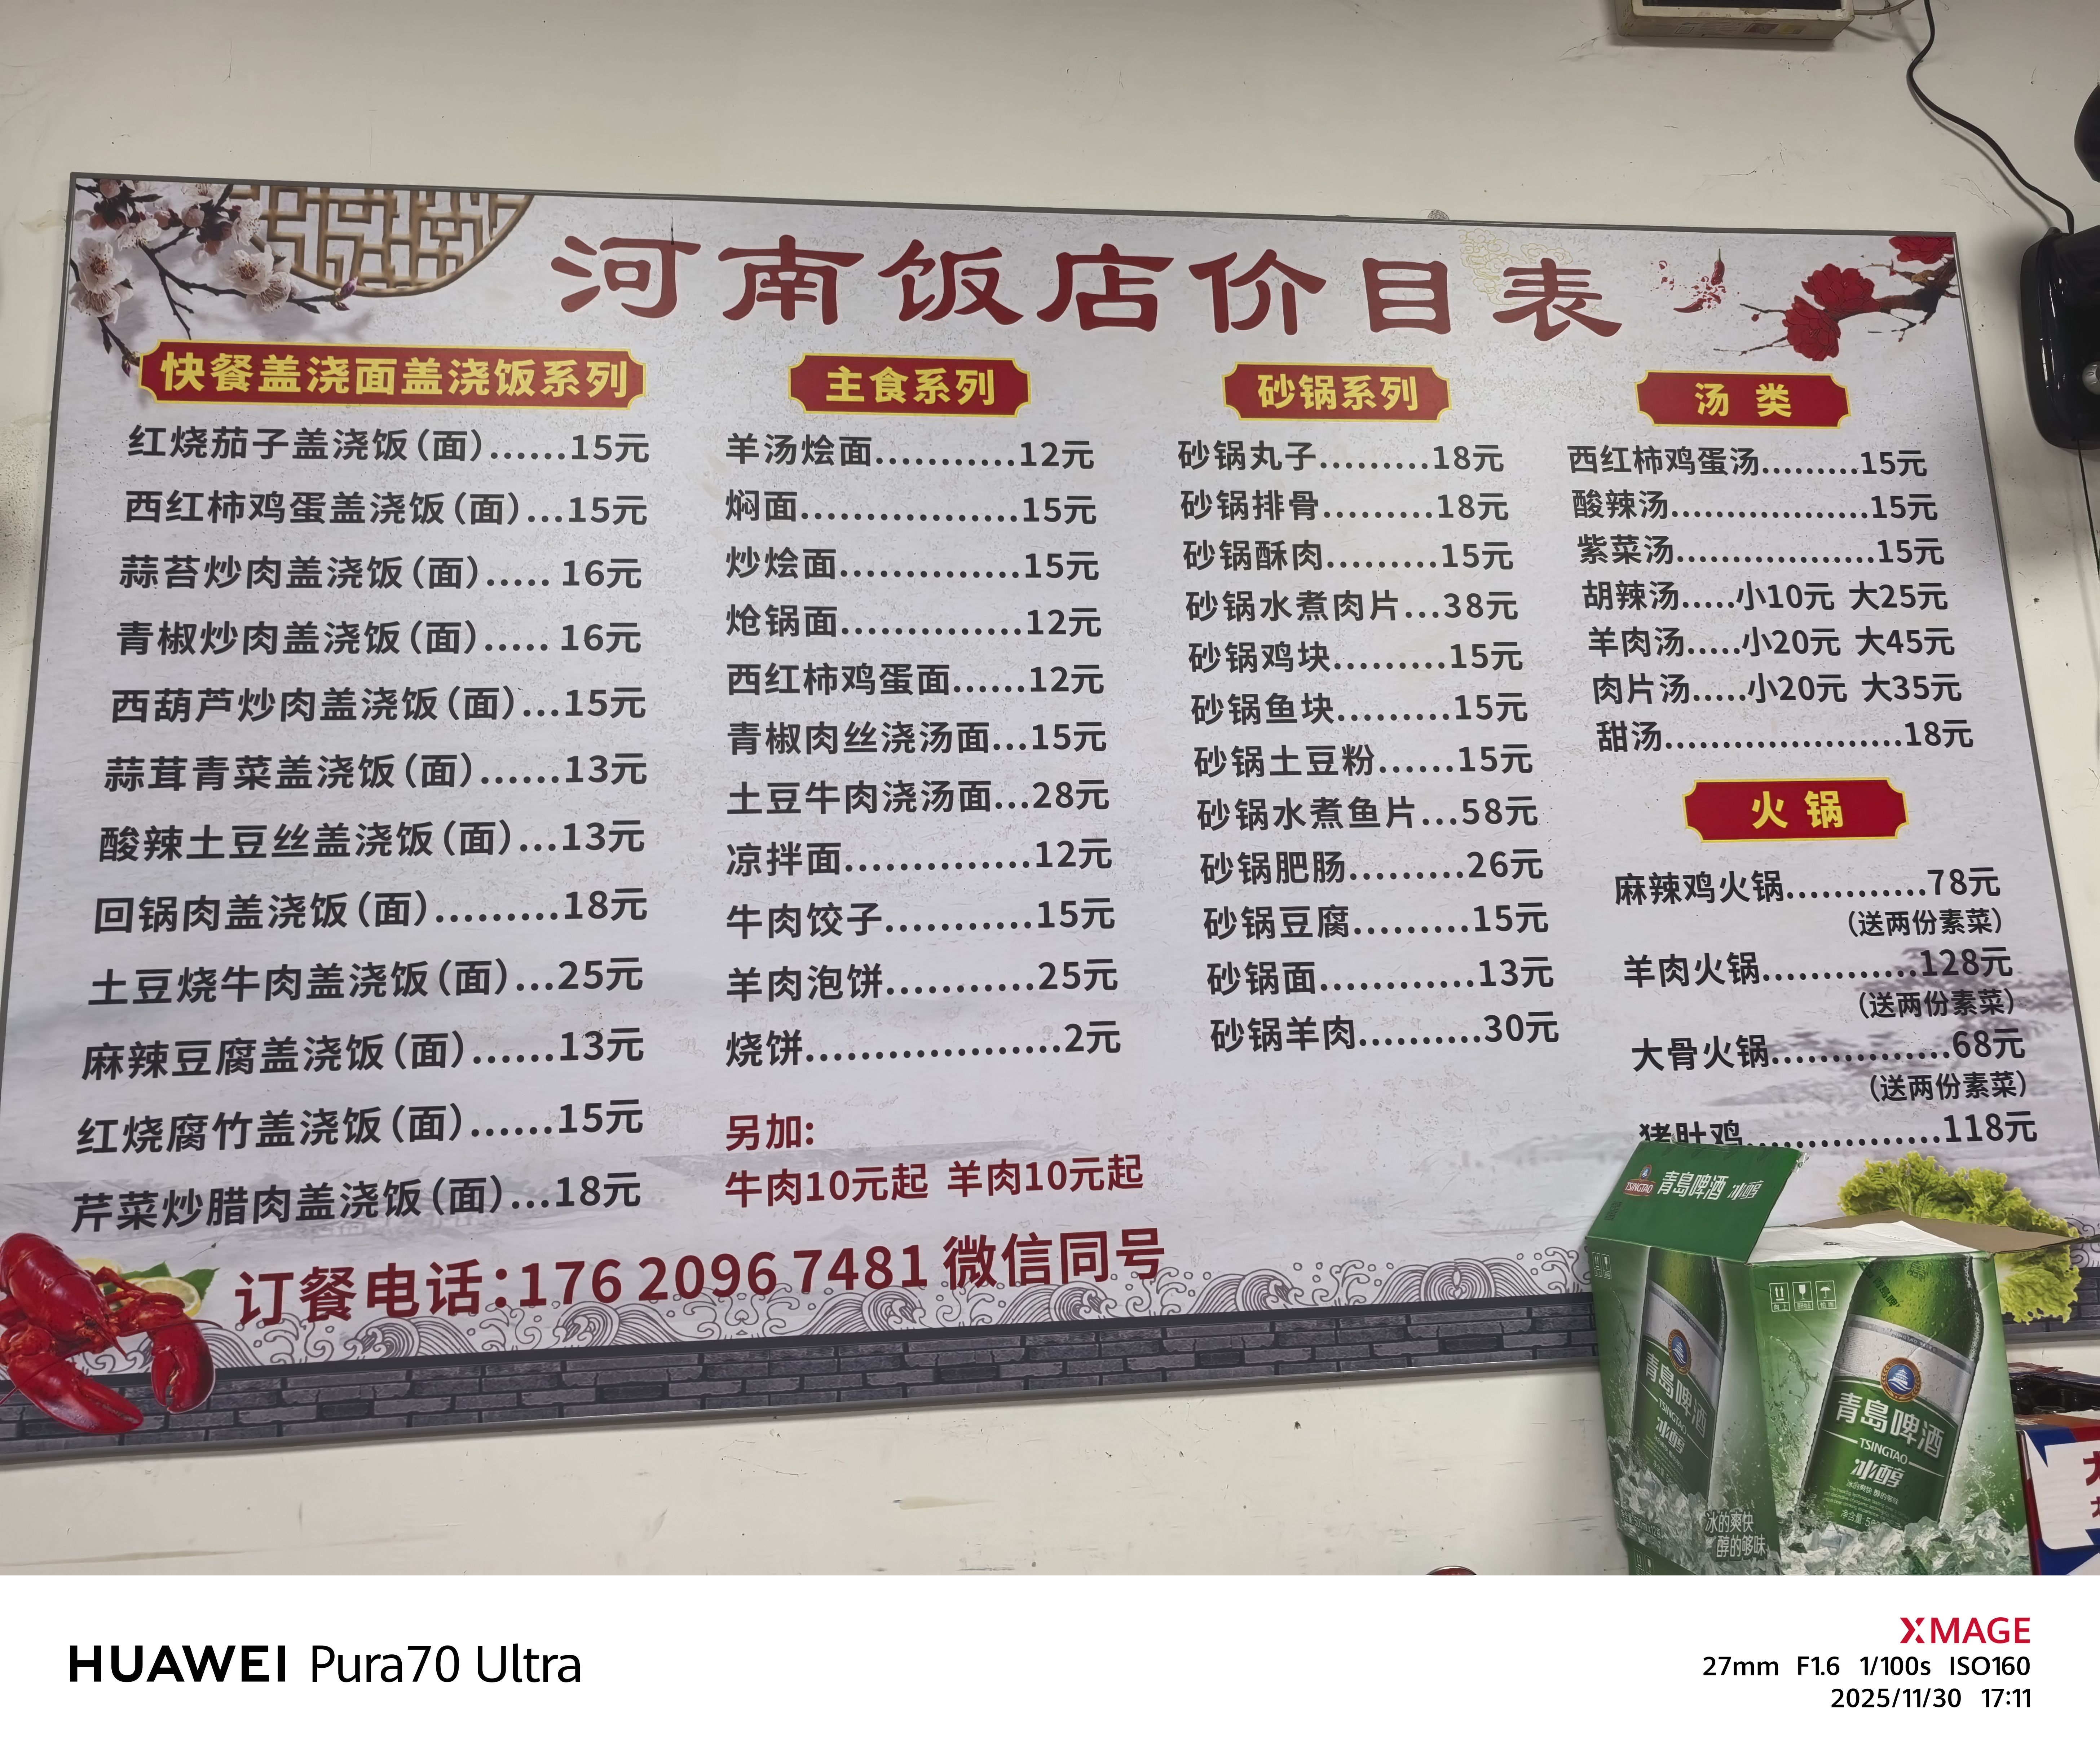 河南饭店价目表
快餐盖浇面盖浇饭系列
红烧茄子盖浇饭(面)......15元
西红柿鸡蛋盖浇饭(面)...15元
蒜苔炒肉盖浇饭(面).....16元
青椒炒肉盖浇饭(面).....16元
西葫芦炒肉盖浇饭(面)...15元
蒜茸青菜盖浇饭(面)......13元
酸辣土豆丝盖浇饭(面)...13元
回锅肉盖浇饭(面).........18元
土豆烧牛肉盖浇饭(面)...25元
麻辣豆腐盖浇饭(面)......13元
红烧腐竹盖浇饭(面)......15元
芹菜炒腊肉盖浇饭(面)...18元
主食系列
羊汤烩面...........12元
焖面.................15元
炒烩面..............15元
炝锅面..............12元
西红柿鸡蛋面......12元
青椒肉丝浇汤面...15元
土豆牛肉浇汤面...28元
凉拌面..............12元
牛肉饺子...........15元
羊肉泡饼...........25元
烧饼....................2元
另加:
牛肉10元起 羊肉10元起
砂锅系列
砂锅丸子.........18元
砂锅排骨.........18元
砂锅酥肉.........15元
砂锅水煮肉片...38元
砂锅鸡块.........15元
砂锅鱼块.........15元
砂锅土豆粉......15元
砂锅水煮鱼片...58元
砂锅肥肠.........26元
砂锅豆腐.........15元
砂锅面............13元
砂锅羊肉..........30元
汤 类
西红柿鸡蛋汤.........15元
酸辣汤..................15元
紫菜汤..................15元
胡辣汤.....小10元 大25元
羊肉汤.....小20元 大45元
肉片汤.....小20元 大35元
甜汤......................18元
火 锅
麻辣鸡火锅............78元
(送两份素菜)
羊肉火锅.............128元
(送两份素菜)
大骨火锅...............68元
(送两份素菜)
猪肚鸡.................118元
订餐电话:176 2096 7481 微信同号
TSINGTAO 青岛啤酒 冰醇
青岛啤酒
TSINGTAO
冰醇
青岛啤酒
TSINGTAO
冰醇
冰的爽快
醇的够味
HUAWEI Pura70 Ultra
XMAGE
27mm F1.6 1/100s ISO160
2025/11/30 17:11